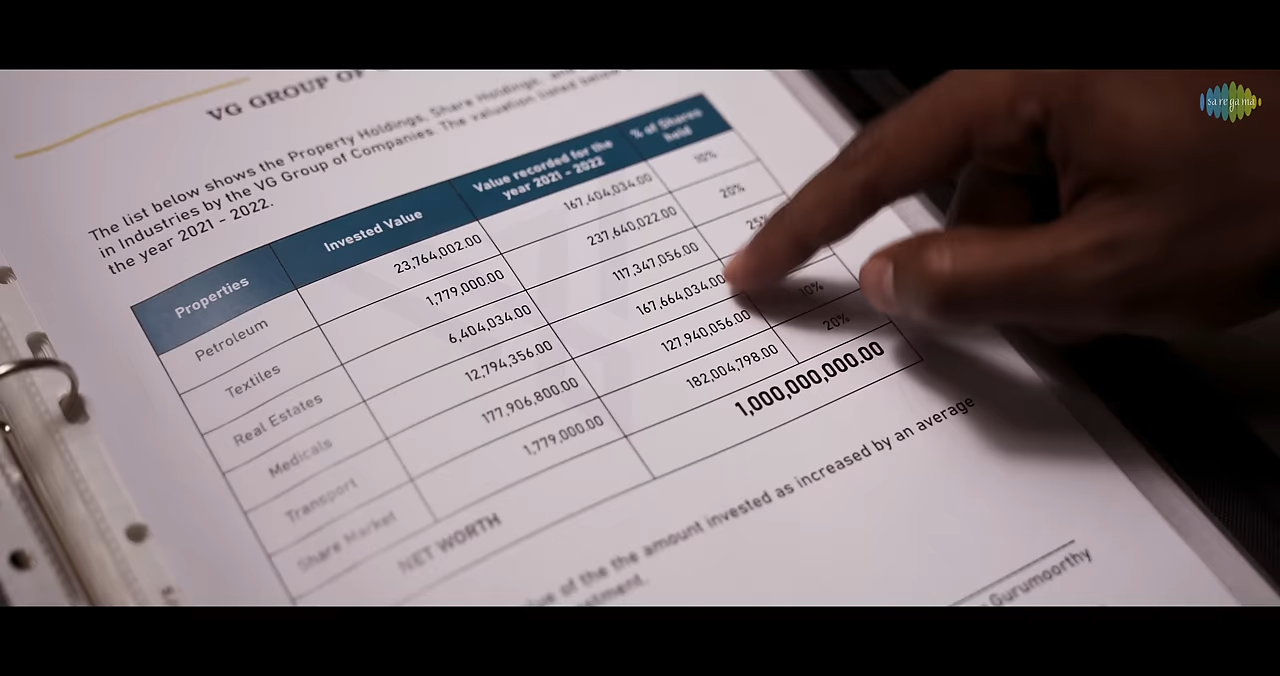 VG GROUP OF
The list below shows the Property Holdings, Share Holdings, and
in Industries by the VG Group of Companies. The valuation listed below
the year 2021 - 2022.
Properties Invested Value Value recorded for the year 2021 - 2022 % of Shares held
Petroleum 23,764,002.00 167,404,034.00 10%
Textiles 1,779,000.00 237,640,022.00 20%
Real Estates 6,404,034.00 117,347,056.00 25%
Medicals 12,794,356.00 167,664,034.00
Transport 177,906,800.00 127,940,056.00 10%
Share Market 1,779,000.00 182,004,798.00 20%
NET WORTH 1,000,000,000.00
of the the amount invested as increased by an average
Gurumoorthy
saregama